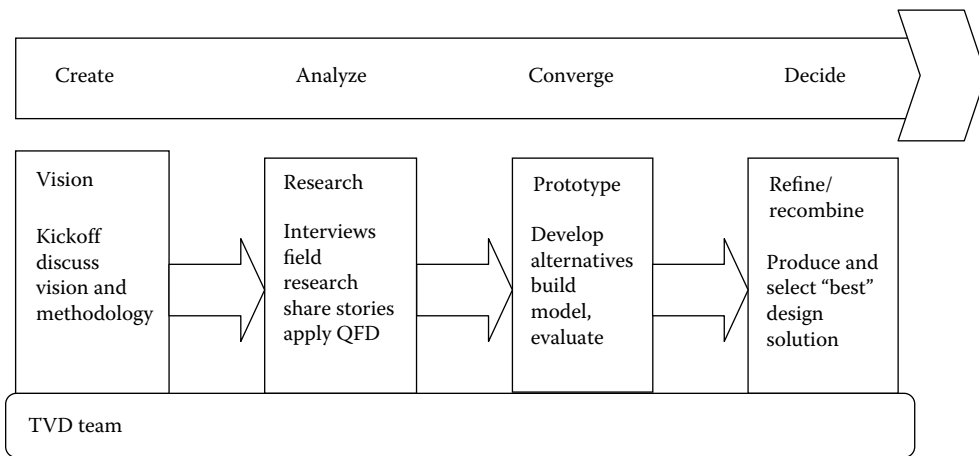 Create Analyze Converge Decide
Vision
Kickoff
discuss
vision and
methodology
Research
Interviews
field
research
share stories
apply QFD
Prototype
Develop
alternatives
build
model,
evaluate
Refine/
recombine
Produce and
select “best”
design
solution
TVD team